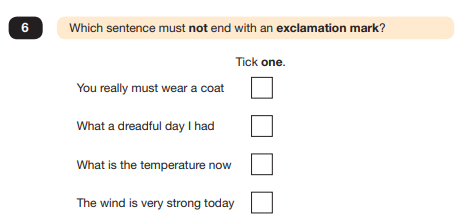 6 Which sentence must not end with an exclamation mark?
Tick one.
You really must wear a coat
What a dreadful day I had
What is the temperature now
The wind is very strong today